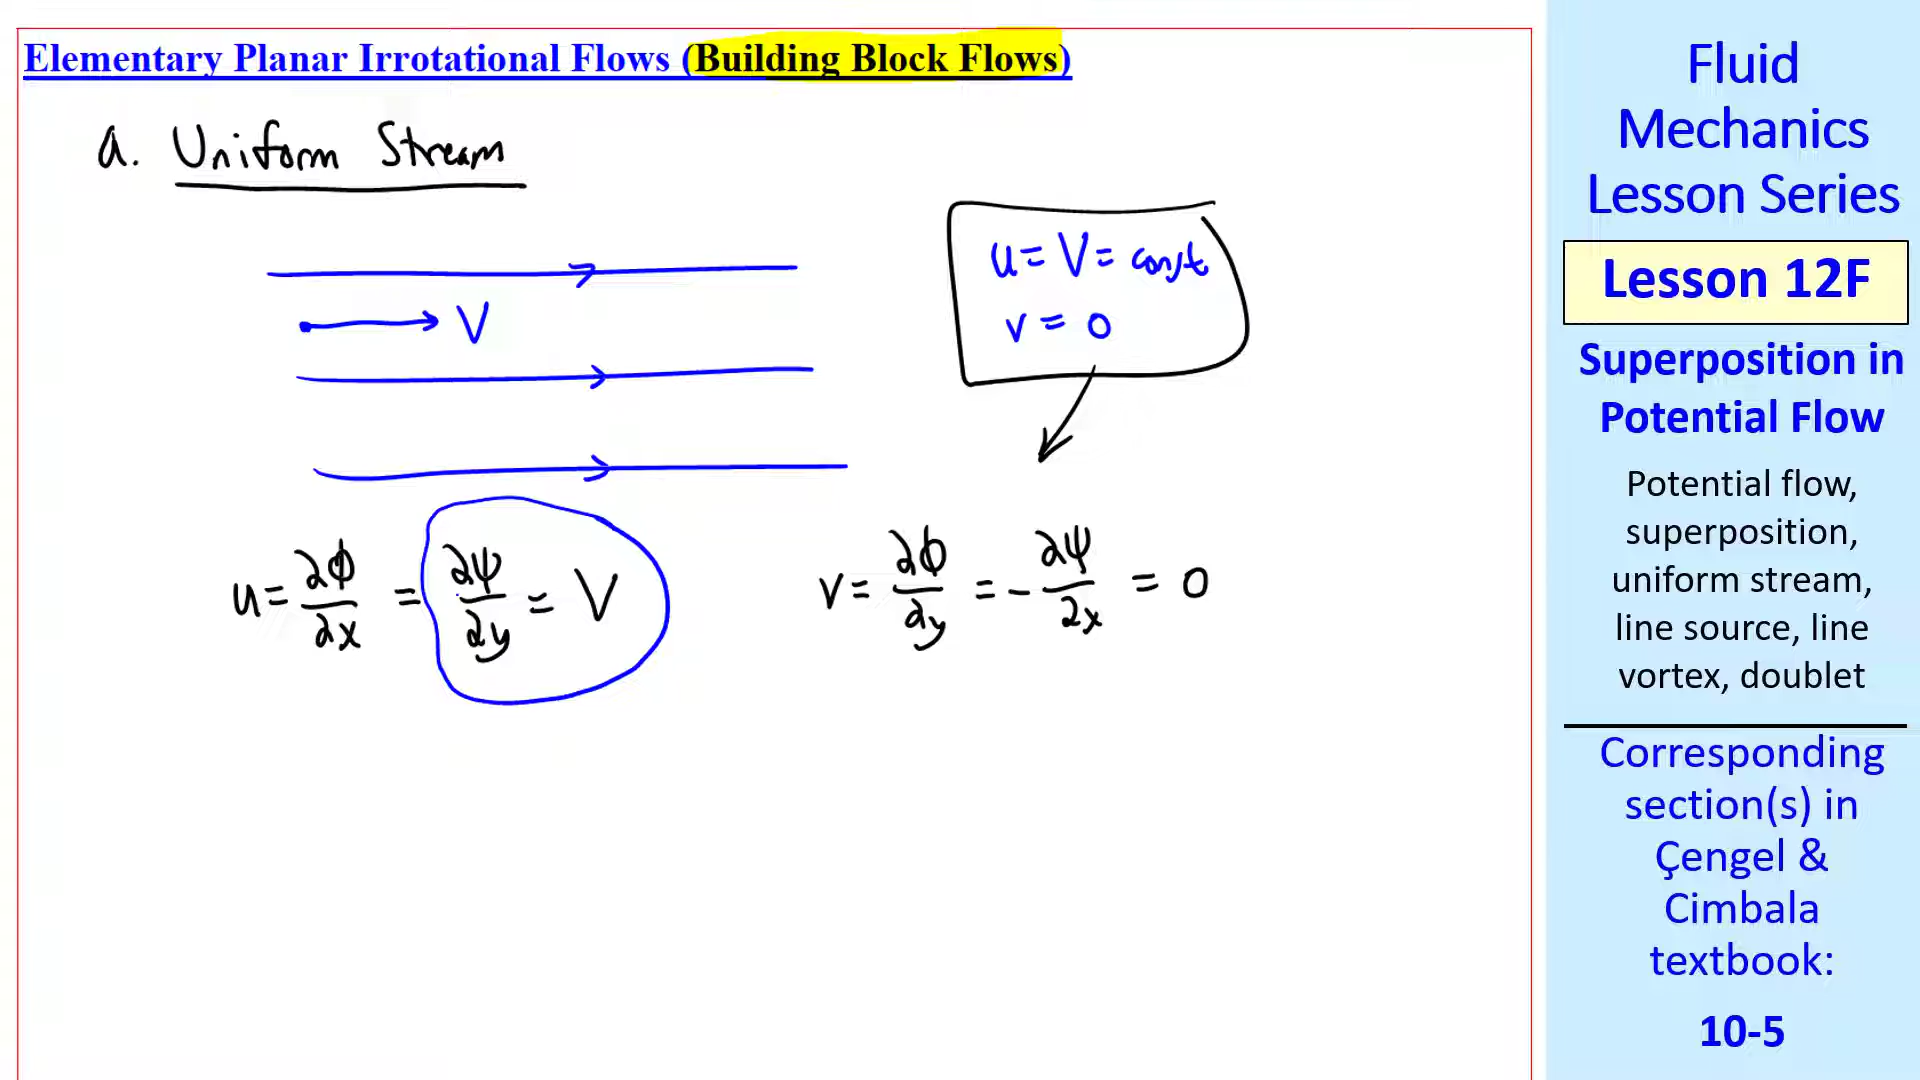 Elementary Planar Irrotational Flows (Building Block Flows)
a. Uniform Stream
u = V = const
v = 0
V
u = ∂ϕ/∂x = ∂ψ/∂y = V
v = ∂ϕ/∂y = - ∂ψ/∂x = 0
Fluid
Mechanics
Lesson Series
Lesson 12F
Superposition in
Potential Flow
Potential flow,
superposition,
uniform stream,
line source, line
vortex, doublet
Corresponding
section(s) in
Çengel &
Cimbala
textbook:
10-5